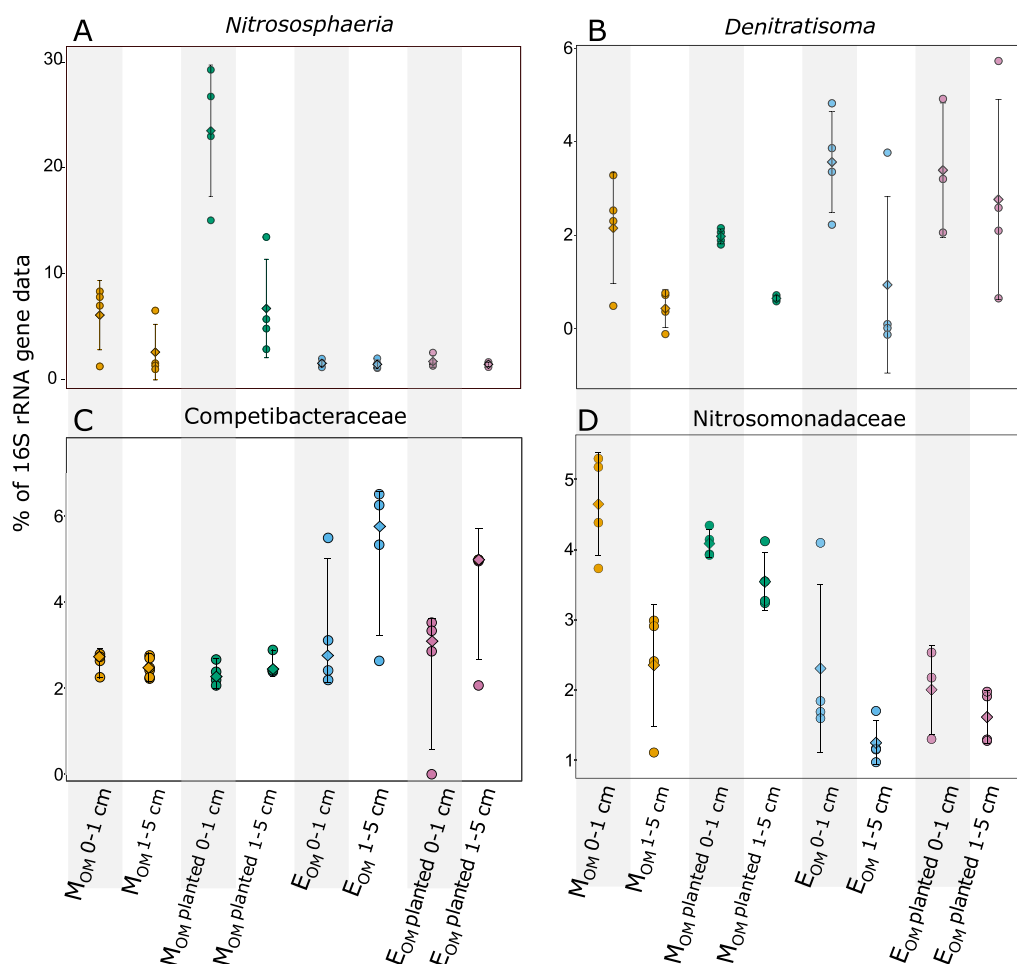 A
Nitrososphaeria
B
Denitratisoma
% of 16S rRNA gene data
30
20
10
0
6
4
2
0
C
Competibacteraceae
D
Nitrosomonadaceae
6
4
2
0
5
4
3
2
1
MOM 0-1 cm
MOM 1-5 cm
MOM planted 0-1 cm
MOM planted 1-5 cm
EOM 0-1 cm
EOM 1-5 cm
EOM planted 0-1 cm
EOM planted 1-5 cm
MOM 0-1 cm
MOM 1-5 cm
MOM planted 0-1 cm
MOM planted 1-5 cm
EOM 0-1 cm
EOM 1-5 cm
EOM planted 0-1 cm
EOM planted 1-5 cm